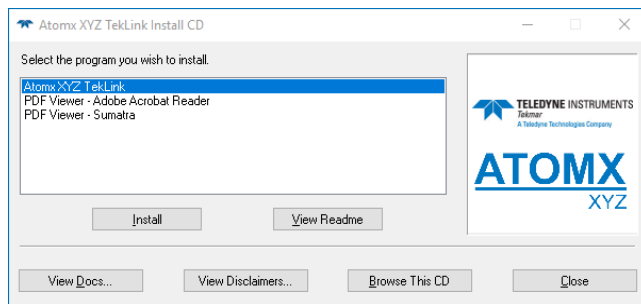 Atomx XYZ TekLink Install CD
Select the program you wish to install.
Atomx XYZ TekLink
PDF Viewer - Adobe Acrobat Reader
PDF Viewer - Sumatra
TELEDYNE INSTRUMENTS
Tekmar
A Teledyne Technologies Company
ATOMX
XYZ
Install
View Readme
View Docs...
View Disclaimers...
Browse This CD
Close